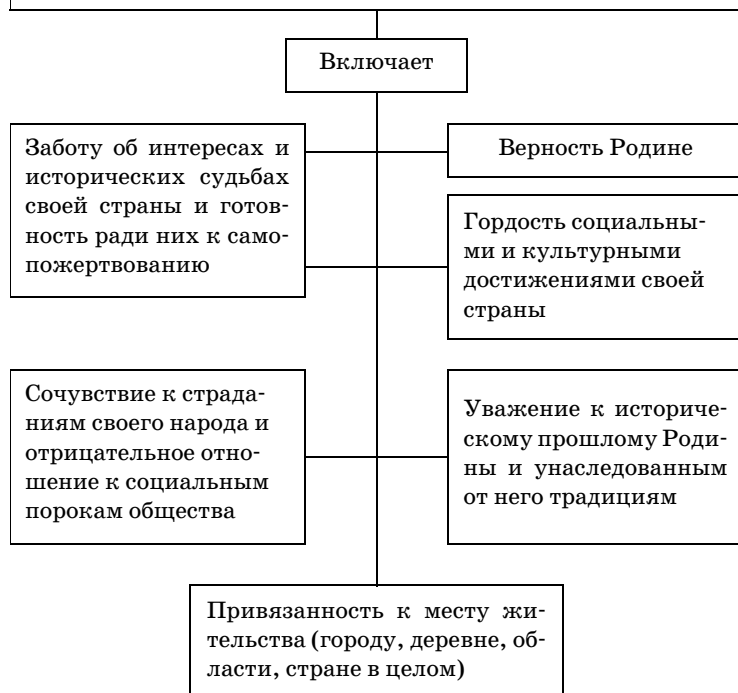 Включает
Заботу об интересах и
исторических судьбах
своей страны и готов-
ность ради них к само-
пожертвованию
Верность Родине
Гордость социальны-
ми и культурными
достижениями своей
страны
Сочувствие к страда-
ниям своего народа и
отрицательное отно-
шение к социальным
порокам общества
Уважение к историче-
скому прошлому Роди-
ны и унаследованным
от него традициям
Привязанность к месту жи-
тельства (городу, деревне, об-
ласти, стране в целом)